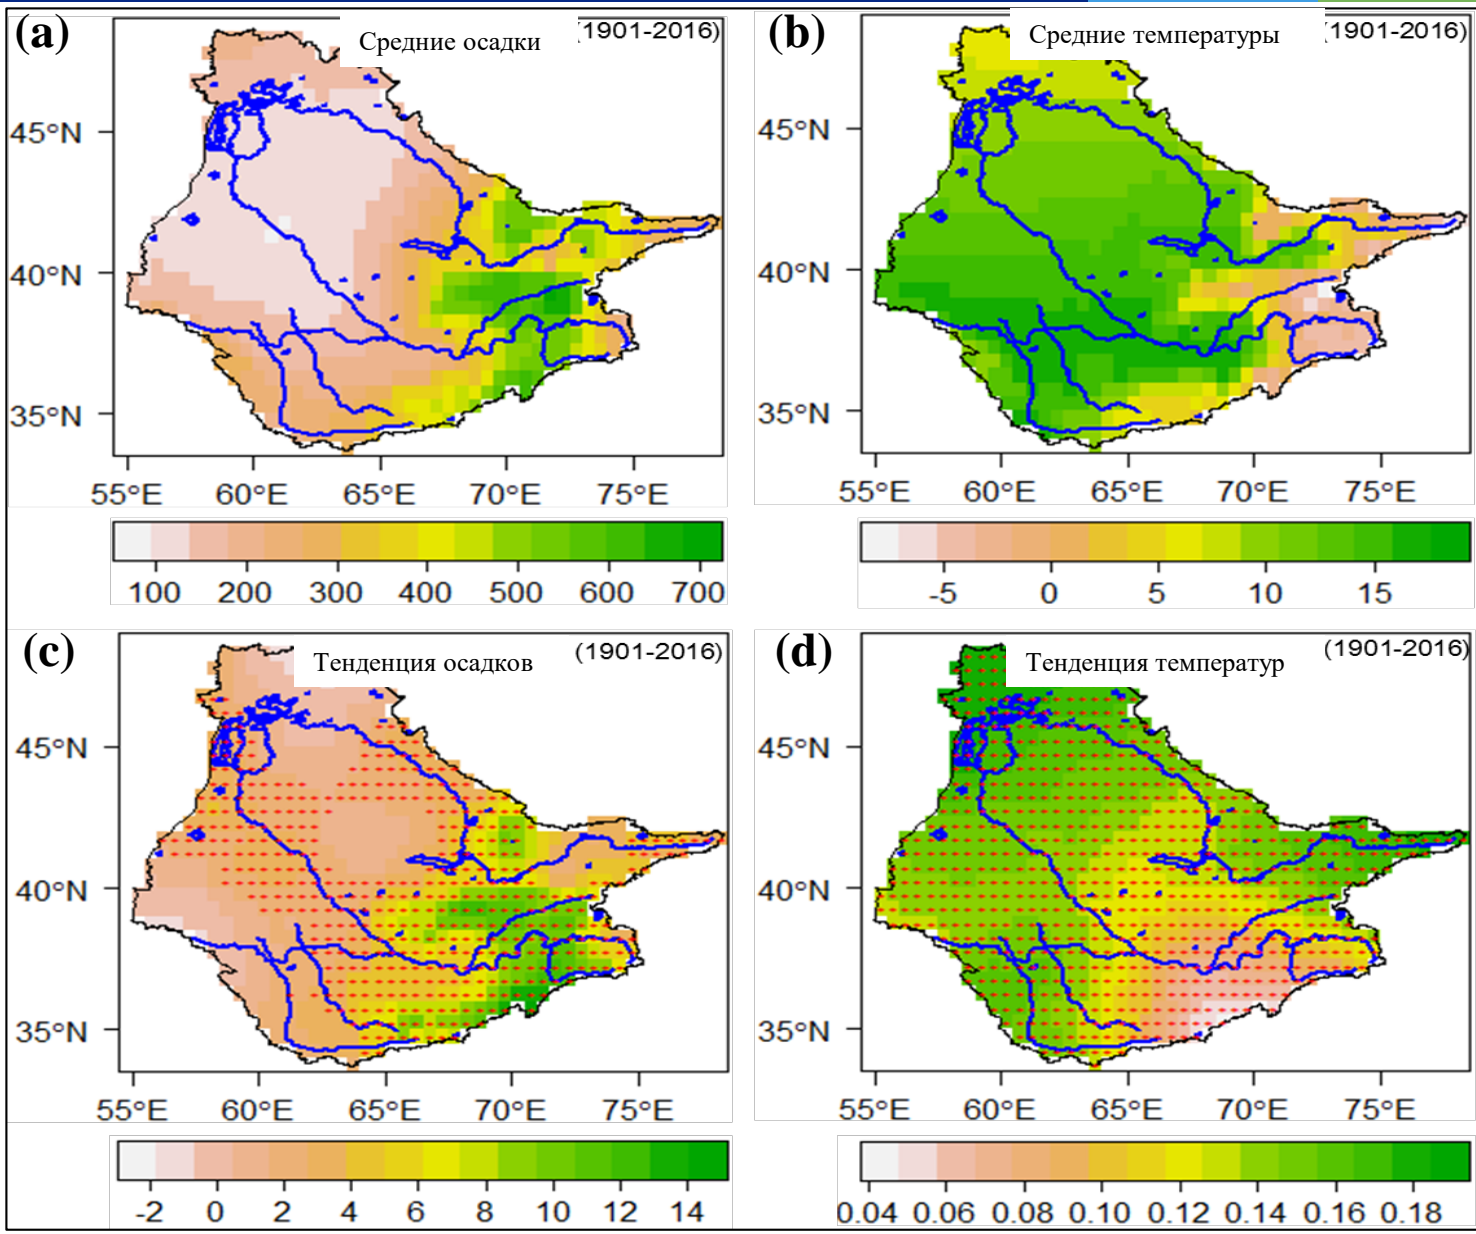 (a)
Средние осадки
(1901-2016)
45°N
40°N
35°N
55°E 60°E 65°E 70°E 75°E
100 200 300 400 500 600 700
(b)
Средние температуры
(1901-2016)
45°N
40°N
35°N
55°E 60°E 65°E 70°E 75°E
-5 0 5 10 15
(c)
Тенденция осадков
(1901-2016)
45°N
40°N
35°N
55°E 60°E 65°E 70°E 75°E
-2 0 2 4 6 8 10 12 14
(d)
Тенденция температур
(1901-2016)
45°N
40°N
35°N
55°E 60°E 65°E 70°E 75°E
0.04 0.06 0.08 0.10 0.12 0.14 0.16 0.18